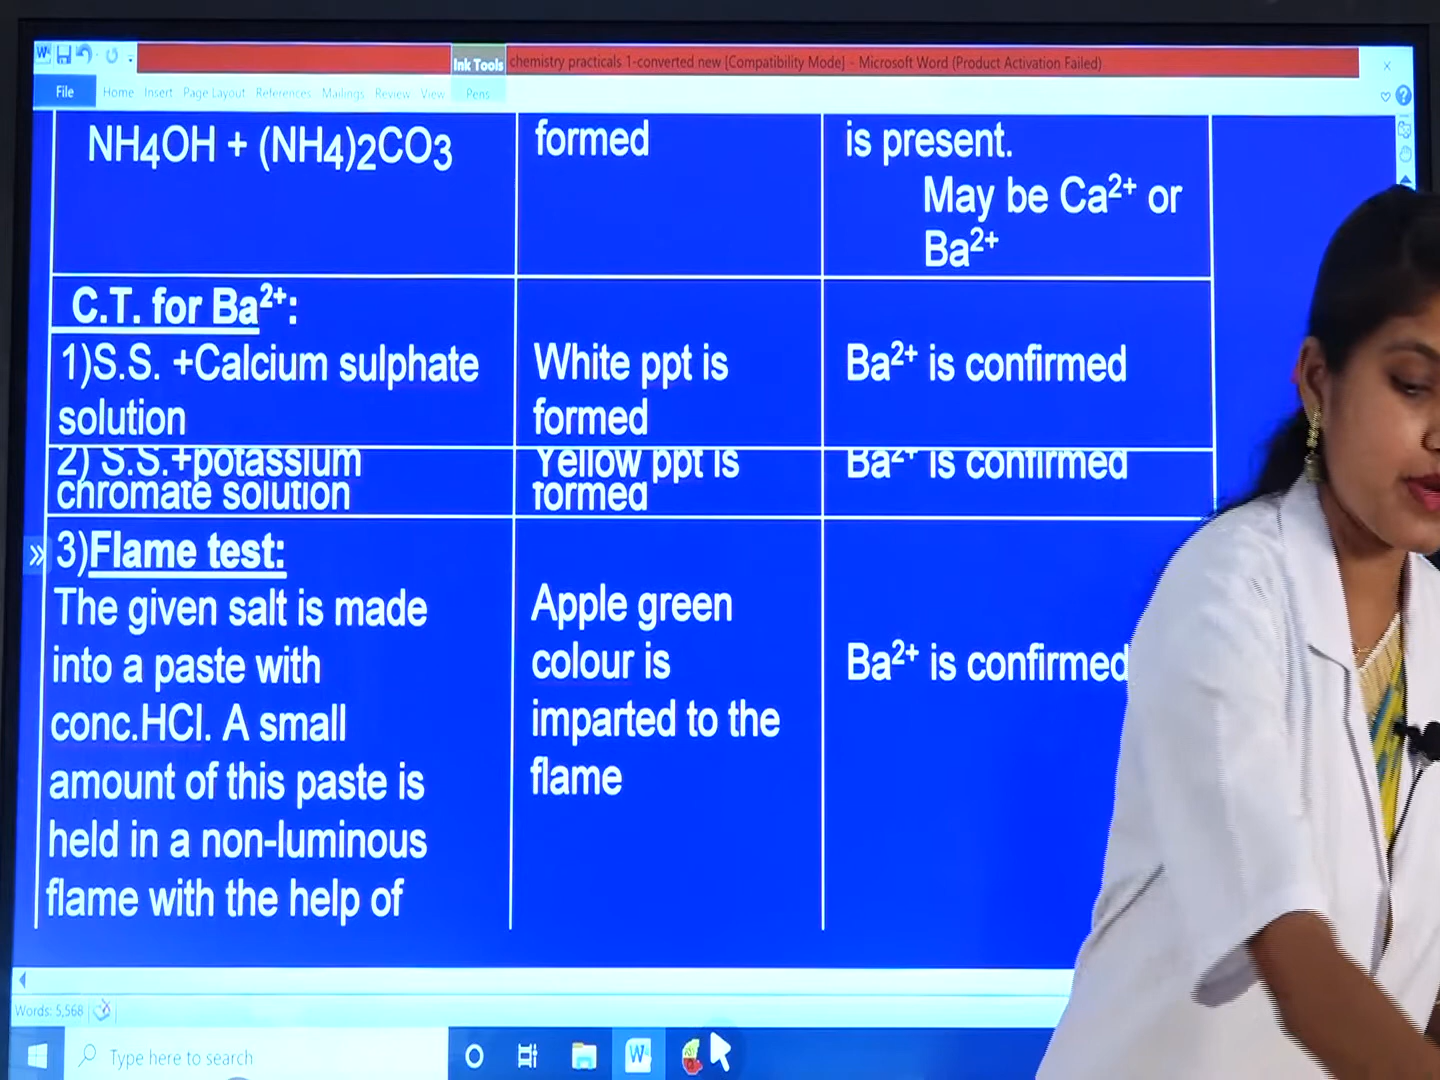 Ink Tools
chemistry practicals 1-converted new [Compatibility Mode] - Microsoft Word (Product Activation Failed)
File Home Insert Page Layout References Mailings Review View Pens
NH4OH + (NH4)2CO3
formed
is present.
May be Ca²⁺ or
Ba²⁺
C.T. for Ba²⁺:
1)S.S. +Calcium sulphate
solution
White ppt is
formed
Ba²⁺ is confirmed
2) S.S.+potassium
chromate solution
Yellow ppt is
formed
Ba²⁺ is confirmed
3)Flame test:
The given salt is made
into a paste with
conc.HCl. A small
amount of this paste is
held in a non-luminous
flame with the help of
Apple green
colour is
imparted to the
flame
Ba²⁺ is confirmed
Words: 5,568
Type here to search